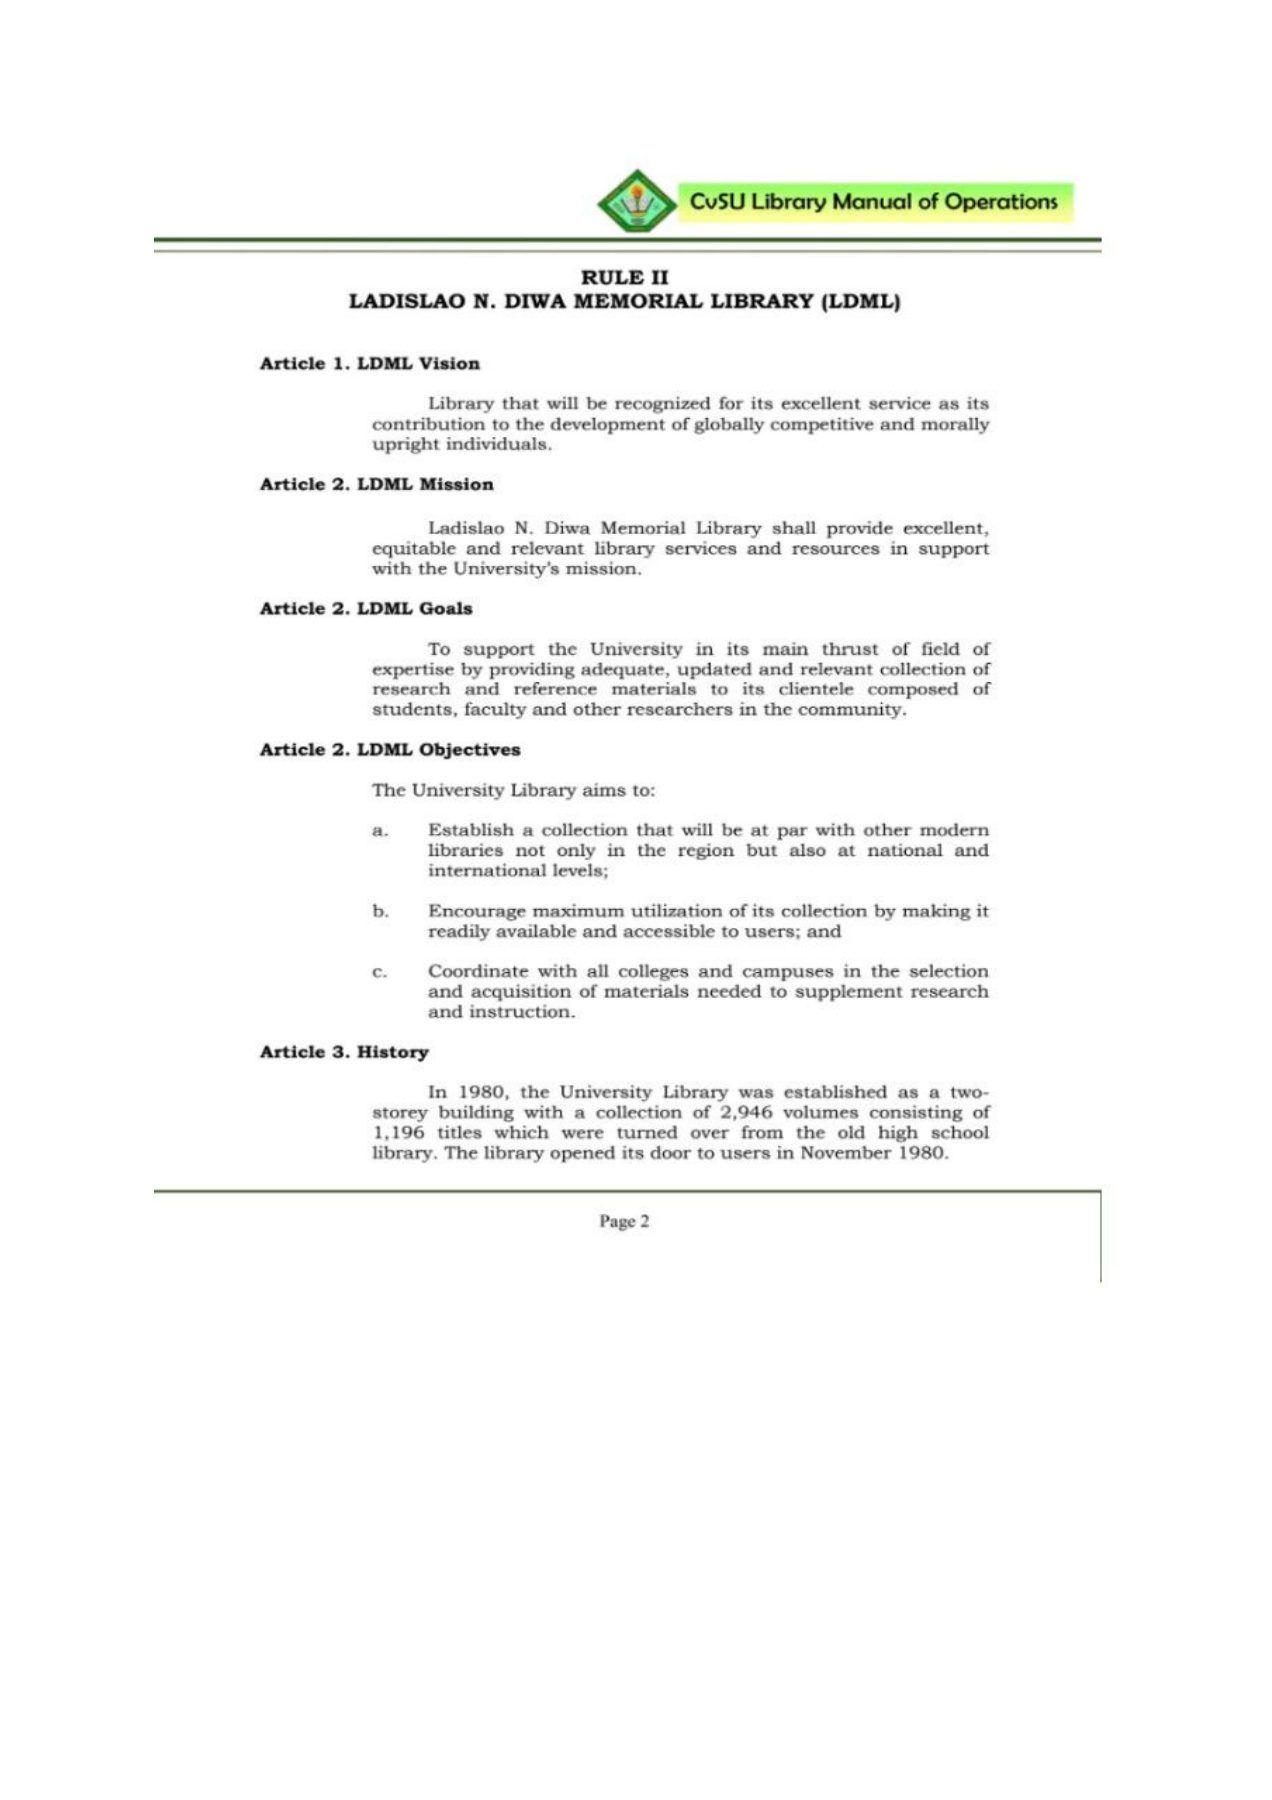 CvSU Library Manual of Operations
RULE II
LADISLAO N. DIWA MEMORIAL LIBRARY (LDML)
Article 1. LDML Vision
Library that will be recognized for its excellent service as its
contribution to the development of globally competitive and morally
upright individuals.
Article 2. LDML Mission
Ladislao N. Diwa Memorial Library shall provide excellent,
equitable and relevant library services and resources in support
with the University's mission.
Article 2. LDML Goals
To support the University in its main thrust of field of
expertise by providing adequate, updated and relevant collection of
research and reference materials to its clientele composed of
students, faculty and other researchers in the community.
Article 2. LDML Objectives
The University Library aims to:
a. Establish a collection that will be at par with other modern
libraries not only in the region but also at national and
international levels;
b. Encourage maximum utilization of its collection by making it
readily available and accessible to users; and
c. Coordinate with all colleges and campuses in the selection
and acquisition of materials needed to supplement research
and instruction.
Article 3. History
In 1980, the University Library was established as a two-
storey building with a collection of 2,946 volumes consisting of
1,196 titles which were turned over from the old high school
library. The library opened its door to users in November 1980.
Page 2